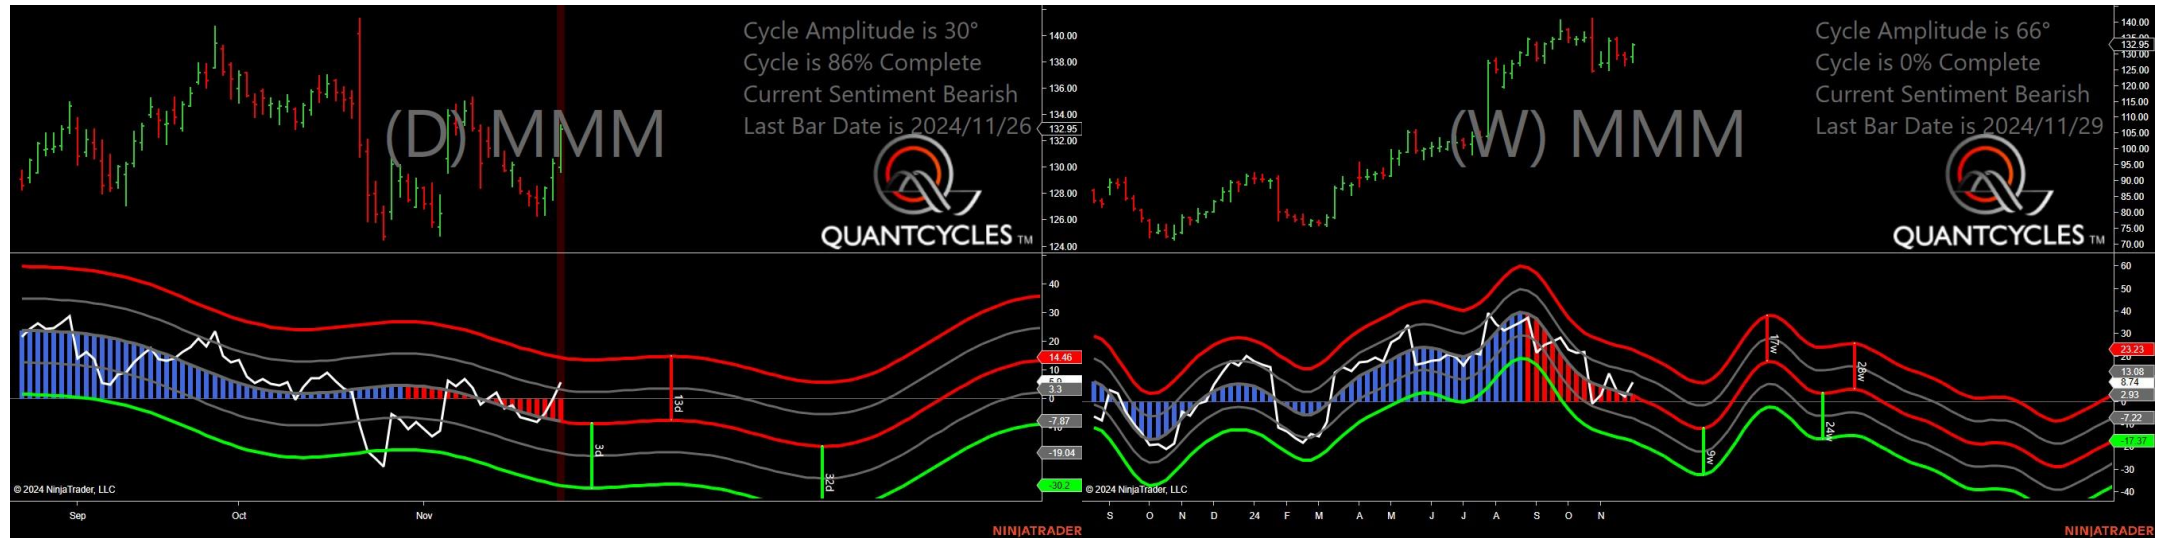 Cycle Amplitude is 30°
Cycle is 86% Complete
Current Sentiment Bearish
Last Bar Date is 2024/11/26
(D) MMM
QUANTCYCLES TM
140.00
138.00
136.00
134.00
132.95
132.00
130.00
128.00
126.00
124.00
40
30
20
14.46
10
3.3
0
-7.87
-19.04
-30.2
13d
3d
32d
© 2024 NinjaTrader, LLC
Sep
Oct
Nov
NINJATRADER
Cycle Amplitude is 66°
Cycle is 0% Complete
Current Sentiment Bearish
Last Bar Date is 2024/11/29
(W) MMM
QUANTCYCLES TM
140.00
132.95
130.00
125.00
120.00
115.00
110.00
105.00
100.00
95.00
90.00
85.00
80.00
75.00
70.00
60
50
40
30
23.23
20
13.08
8.74
2.93
0
-7.22
-17.37
-30
-40
17w
28w
24w
9w
© 2024 NinjaTrader, LLC
S O N D 24 F M A M J J A S O N
NINJATRADER